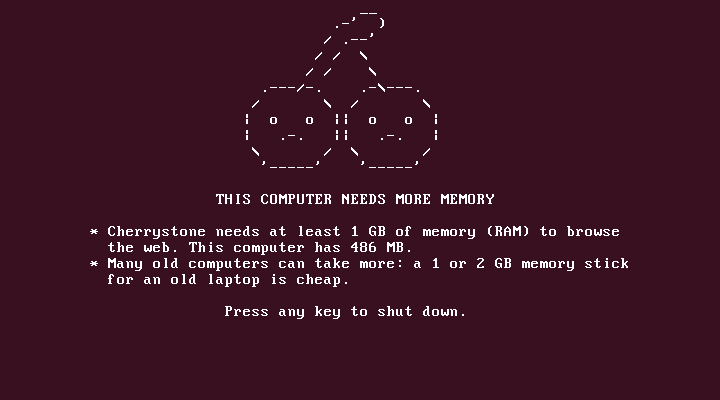 THIS COMPUTER NEEDS MORE MEMORY
* Cherrystone needs at least 1 GB of memory (RAM) to browse
the web. This computer has 486 MB.
* Many old computers can take more: a 1 or 2 GB memory stick
for an old laptop is cheap.
Press any key to shut down.